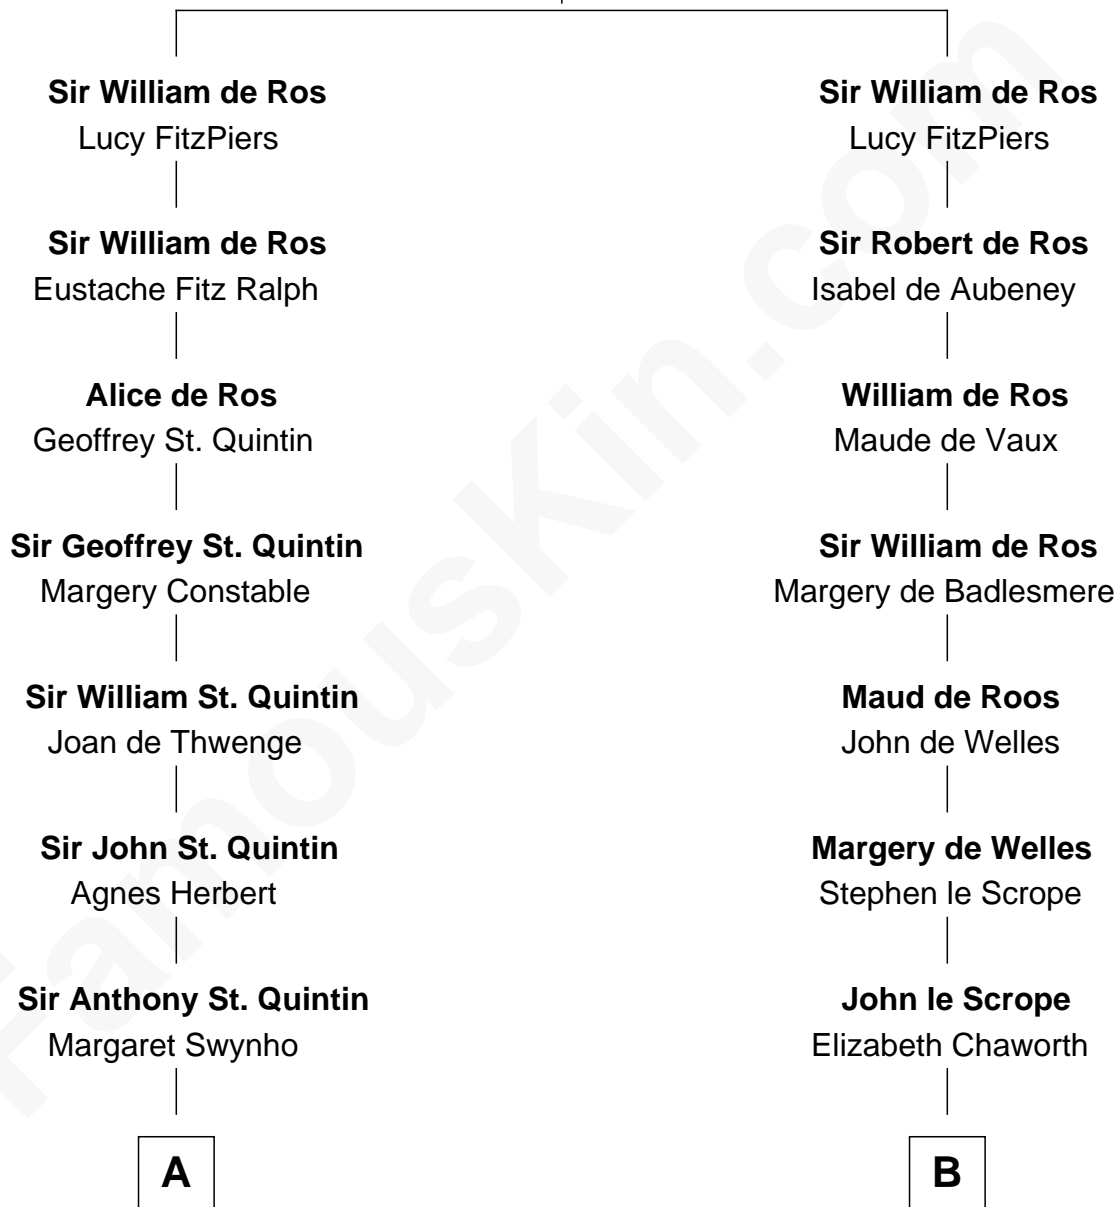 Sir William de Ros
Lucy FitzPiers
Sir William de Ros
Eustache Fitz Ralph
Alice de Ros
Geoffrey St. Quintin
Sir Geoffrey St. Quintin
Margery Constable
Sir William St. Quintin
Joan de Thwenge
Sir John St. Quintin
Agnes Herbert
Sir Anthony St. Quintin
Margaret Swynho
A
Sir William de Ros
Lucy FitzPiers
Sir Robert de Ros
Isabel de Aubeney
William de Ros
Maude de Vaux
Sir William de Ros
Margery de Badlesmere
Maud de Roos
John de Welles
Margery de Welles
Stephen le Scrope
John le Scrope
Elizabeth Chaworth
B
FamousKin.com